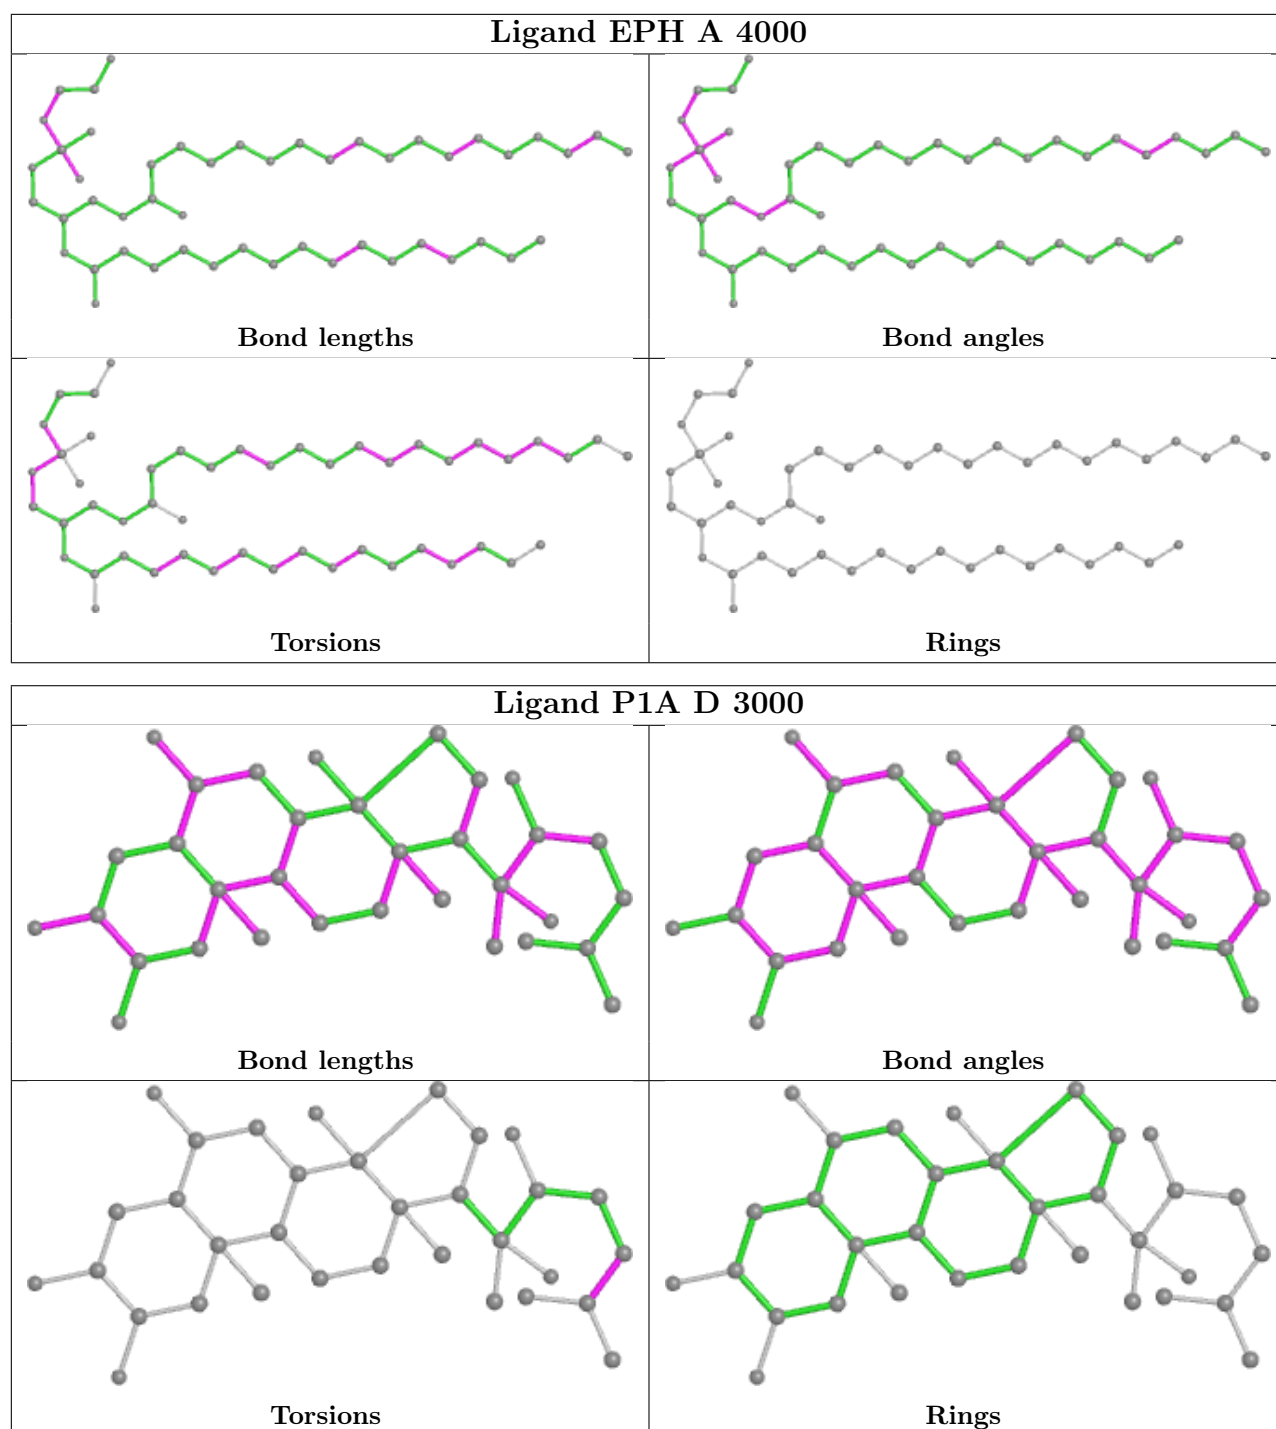 Ligand EPH A 4000
Bond lengths
Bond angles
Torsions
Rings
Ligand P1A D 3000
Bond lengths
Bond angles
Torsions
Rings